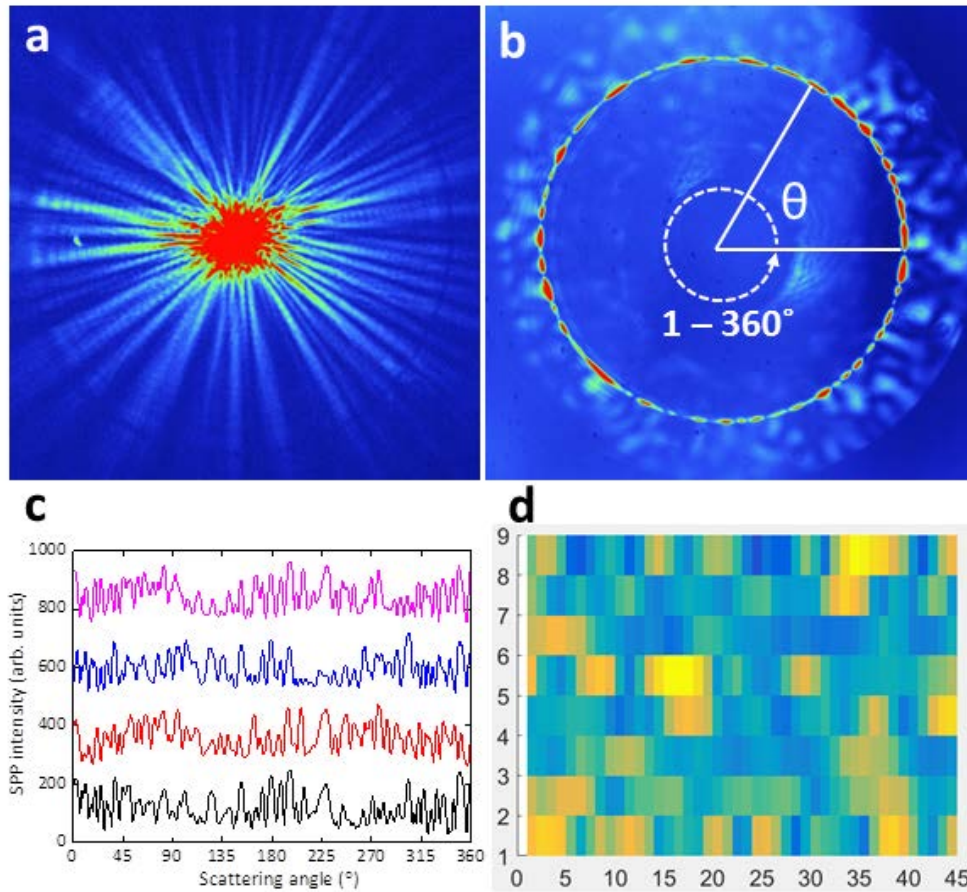 a
b
θ
1 – 360°
c
d
1000
800
600
400
200
0
SPP intensity (arb. units)
0 45 90 135 180 225 270 315 360
Scattering angle (°)
9
8
7
6
5
4
3
2
1
0 5 10 15 20 25 30 35 40 45